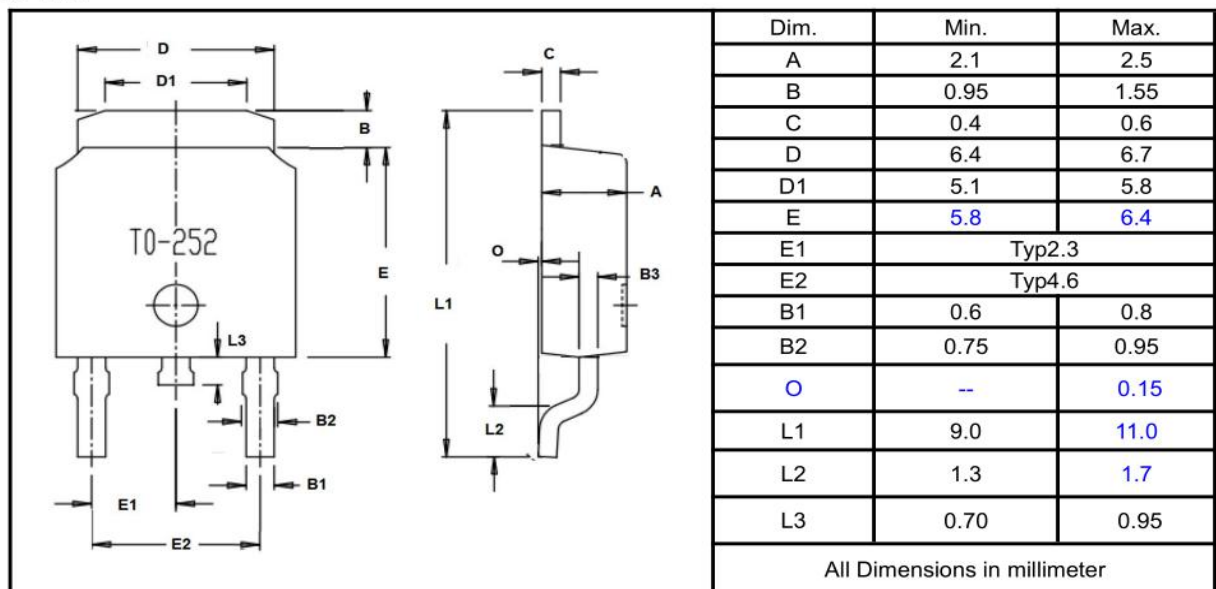 D
D1
B
TO-252
E
L3
B2
B1
E1
E2
C
A
O
B3
L1
L2
Dim. Min. Max.
A 2.1 2.5
B 0.95 1.55
C 0.4 0.6
D 6.4 6.7
D1 5.1 5.8
E 5.8 6.4
E1 Typ2.3
E2 Typ4.6
B1 0.6 0.8
B2 0.75 0.95
O -- 0.15
L1 9.0 11.0
L2 1.3 1.7
L3 0.70 0.95
All Dimensions in millimeter